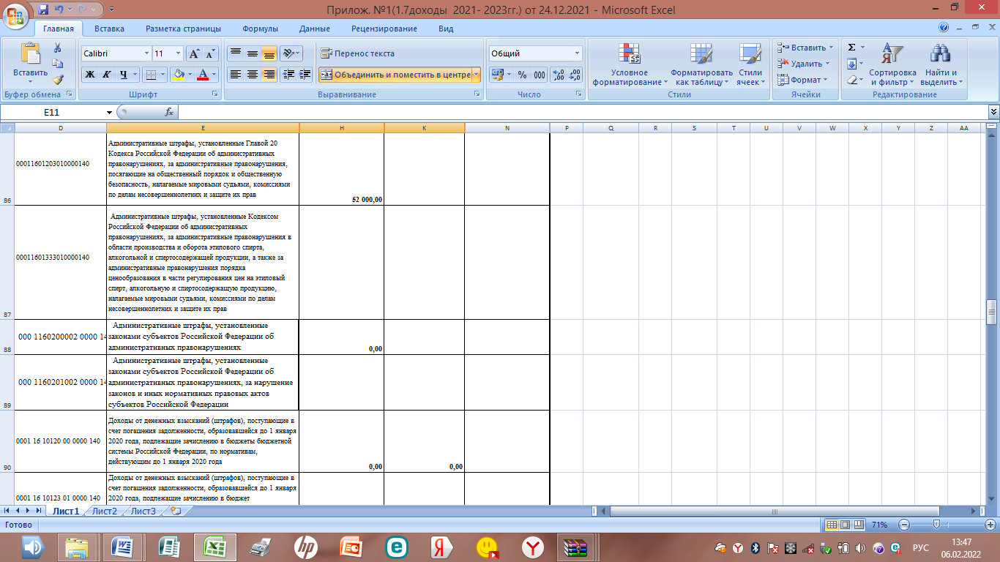 Прилож. №1(1.7доходы 2021- 2023гг.) от 24.12.2021 - Microsoft Excel
Главная Вставка Разметка страницы Формулы Данные Рецензирование Вид
Calibri 11
Перенос текста
Общий
Вставить
Ж К Ч
Объединить и поместить в центре
% 000
Условное форматирование
Форматировать как таблицу
Стили ячеек
Вставить
Удалить
Формат
Сортировка и фильтр
Найти и выделить
Буфер обмена Шрифт Выравнивание Число Стили Ячейки Редактирование
E11 fx
D E H K N P Q R S T U V W X Y Z AA
Административные штрафы, установленные Главой 20
Кодекса Российской Федерации об административных
00011601203010000140
правонарушениях, за административные правонарушения,
посягающие на общественный порядок и общественную
безопасность, налагаемые мировыми судьями, комиссиями
по делам несовершеннолетних и защите их прав
86 52 000,00
Административные штрафы, установленные Кодексом
Российской Федерации об административных
правонарушениях, за административные правонарушения в
области производства и оборота этилового спирта,
00011601333010000140
алкогольной и спиртосодержащей продукции, а также за
административные правонарушения порядка
ценообразования в части регулирования цен на этиловый
спирт, алкогольную и спиртосодержащую продукцию,
налагаемые мировыми судьями, комиссиями по делам
несовершеннолетних и защите их прав
87
Административные штрафы, установленные
000 1160200002 0000 14
законами субъектов Российской Федерации об
административных правонарушениях
88 0,00
Административные штрафы, установленные
законами субъектов Российской Федерации об
000 1160201002 0000 14
административных правонарушениях, за нарушение
законов и иных нормативных правовых актов
субъектов Российской Федерации
89
Доходы от денежных взысканий (штрафов), поступающие в
счет погашения задолженности, образовавшейся до 1 января
0001 16 10120 00 0000 140
2020 года, подлежащие зачислению в бюджеты бюджетной
системы Российской Федерации, по нормативам,
действующим до 1 января 2020 года
90 0,00 0,00
Доходы от денежных взысканий (штрафов), поступающие в
счет погашения задолженности, образовавшейся до 1 января
0001 16 10123 01 0000 140
2020 года, подлежащие зачислению в бюджет
Лист1 Лист2 Лист3
Готово 71%
РУС
13:47
06.02.2022